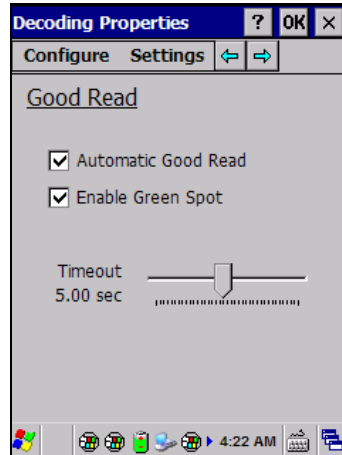 Decoding Properties ? OK ×
Configure Settings
Good Read
Automatic Good Read
Enable Green Spot
Timeout
5.00 sec
4:22 AM